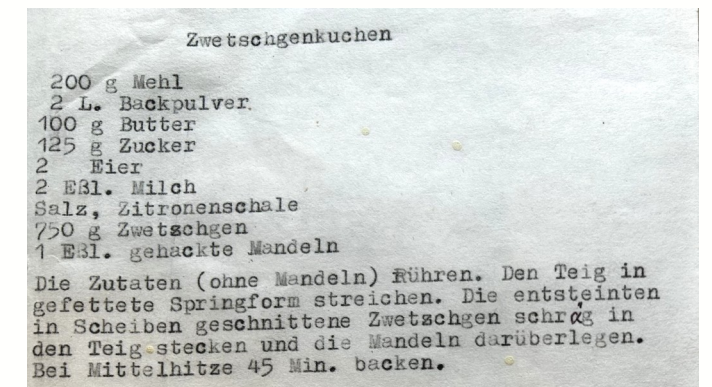 Zwetschgenkuchen
200 g Mehl
2 L. Backpulver.
100 g Butter
125 g Zucker
2 Eier
2 Eßl. Milch
Salz, Zitronenschale
750 g Zwetschgen
1 Eßl. gehackte Mandeln
Die Zutaten (ohne Mandeln) Rühren. Den Teig in
gefettete Springform streichen. Die entsteinten
in Scheiben geschnittene Zwetschgen schräg in
den Teig stecken und die Mandeln darüberlegen.
Bei Mittelhitze 45 Min. backen.